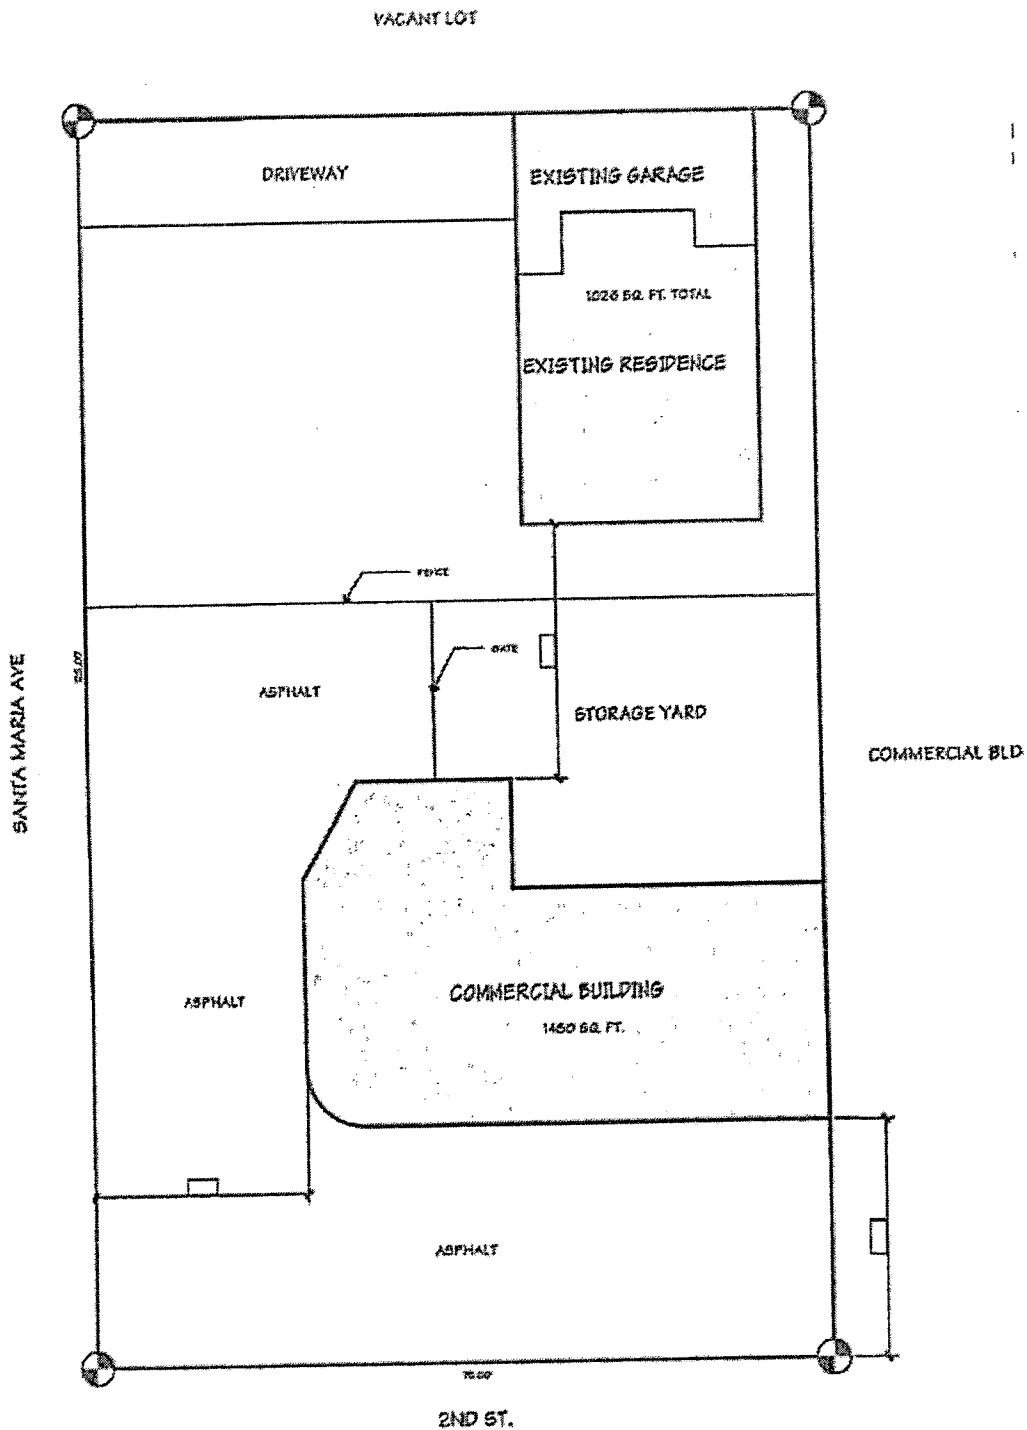 VACANT LOT
DRIVEWAY
EXISTING GARAGE
1026 SQ. FT. TOTAL
EXISTING RESIDENCE
FENCE
GATE
ASPHALT
STORAGE YARD
SANTA MARIA AVE
COMMERCIAL BLD
COMMERCIAL BUILDING
1450 SQ. FT.
ASPHALT
ASPHALT
2ND ST.